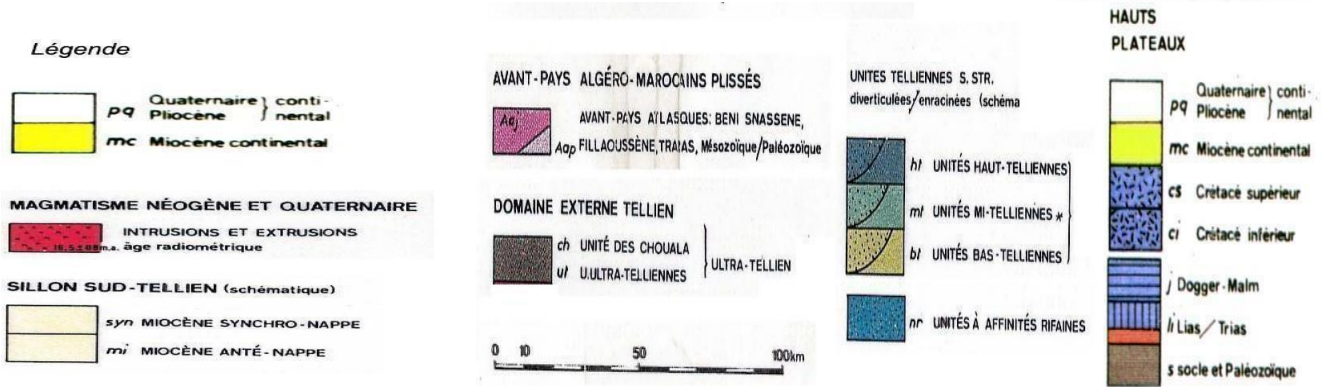 Légende
pq Quaternaire } conti-
Pliocène nental
mc Miocène continental
MAGMATISME NÉOGÈNE ET QUATERNAIRE
INTRUSIONS ET EXTRUSIONS
âge radiométrique
SILLON SUD-TELLIEN (schématique)
syn MIOCÈNE SYNCHRO-NAPPE
mi MIOCÈNE ANTÉ-NAPPE
AVANT-PAYS ALGÉRO-MAROCAINS PLISSÉS
Aaj AVANT-PAYS ATLASQUES: BENI SNASSENE,
Aap FILLAOUSSÈNE, TRARAS, Mésozoïque/Paléozoïque
DOMAINE EXTERNE TELLIEN
ch UNITÉ DES CHOUALA
ut U.ULTRA-TELLIENNES
ULTRA-TELLIEN
0 10 50 100km
UNITES TELLIENNES S. STR.
diverticulées/enracinées (schéma
ht UNITÉS HAUT-TELLIENNES
mt UNITÉS MI-TELLIENNES *
bt UNITÉS BAS-TELLIENNES
nr UNITÉS À AFFINITÉS RIFAINES
HAUTS
PLATEAUX
pq Quaternaire } conti-
Pliocène nental
mc Miocène continental
cs Crétacé supérieur
ci Crétacé inférieur
j Dogger-Malm
li Lias/Trias
s socle et Paléozoïque